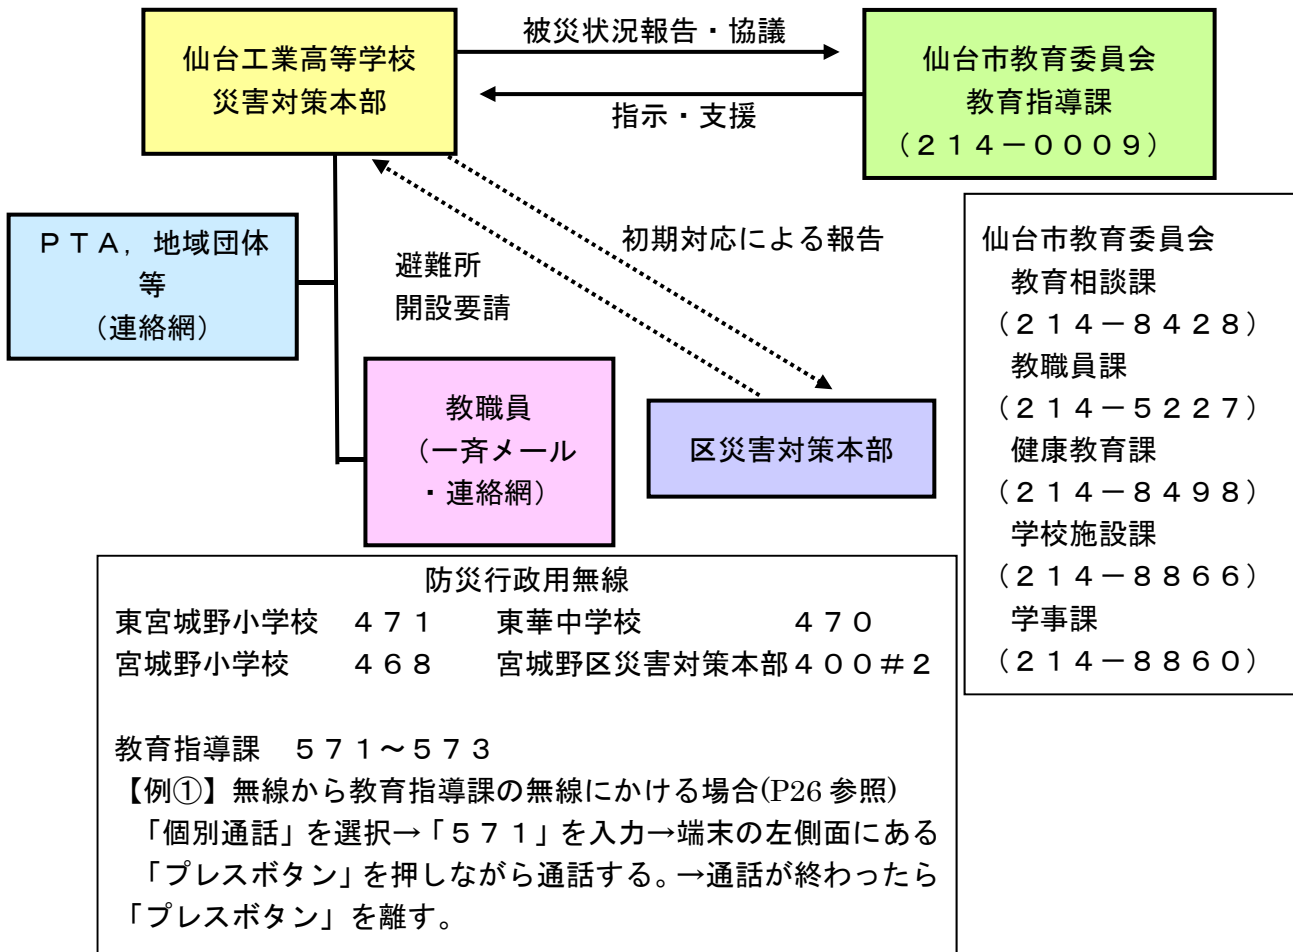 仙台工業高等学校
災害対策本部
被災状況報告・協議
指示・支援
仙台市教育委員会
教育指導課
（２１４－０００９）
ＰＴＡ，地域団体
等
（連絡網）
避難所
開設要請
初期対応による報告
教職員
（一斉メール
・連絡網）
区災害対策本部
仙台市教育委員会
教育相談課
（２１４－８４２８）
教職員課
（２１４－５２２７）
健康教育課
（２１４－８４９８）
学校施設課
（２１４－８８６６）
学事課
（２１４－８８６０）
防災行政用無線
東宮城野小学校　４７１　　東華中学校　　　　　４７０
宮城野小学校　　４６８　　宮城野区災害対策本部４００＃２
教育指導課　５７１～５７３
【例①】無線から教育指導課の無線にかける場合(P26 参照)
「個別通話」を選択→「５７１」を入力→端末の左側面にある
「プレスボタン」を押しながら通話する。→通話が終わったら
「プレスボタン」を離す。